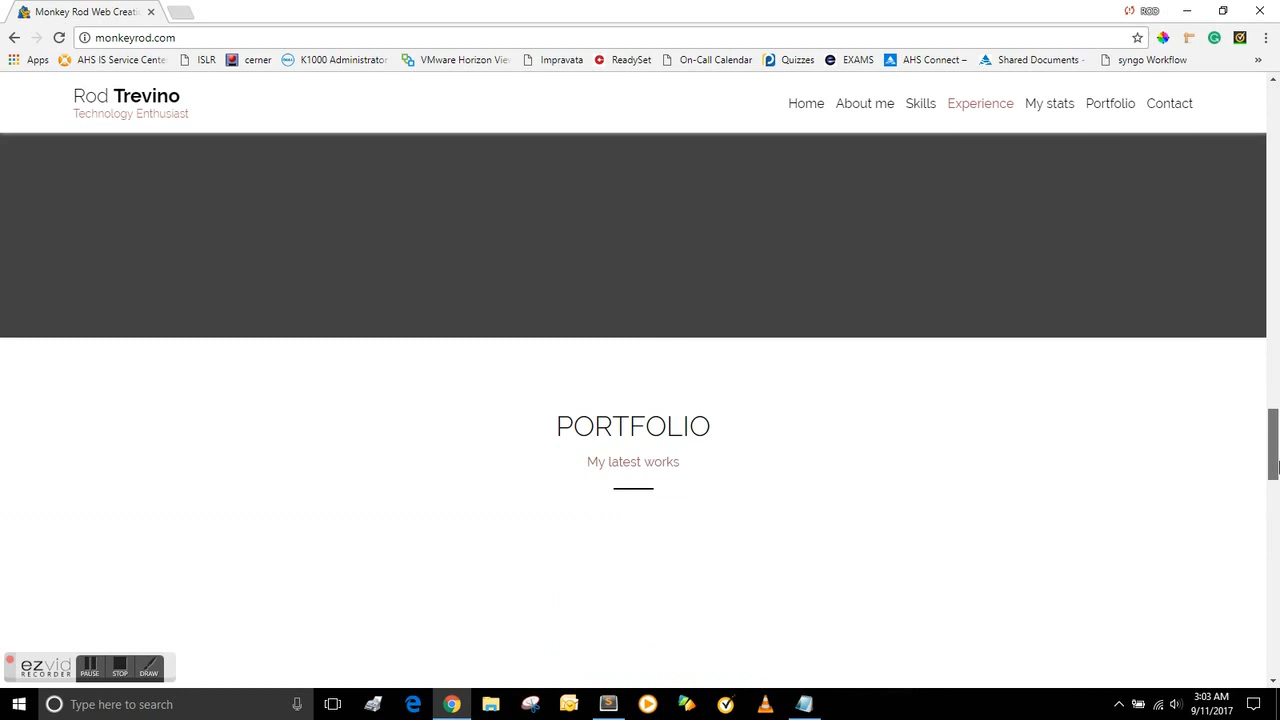 Monkey Rod Web Creati
ROD
monkeyrod.com
Apps
AHS IS Service Cente
ISLR
cerner
K1000 Administrator
VMware Horizon Vie
Impravata
ReadySet
On-Call Calendar
Quizzes
EXAMS
AHS Connect –
Shared Documents -
syngo Workflow
»
Rod Trevino
Technology Enthusiast
Home
About me
Skills
Experience
My stats
Portfolio
Contact
PORTFOLIO
My latest works
ezvid
RECORDER
PAUSE
STOP
DRAW
Type here to search
3:03 AM
9/11/2017